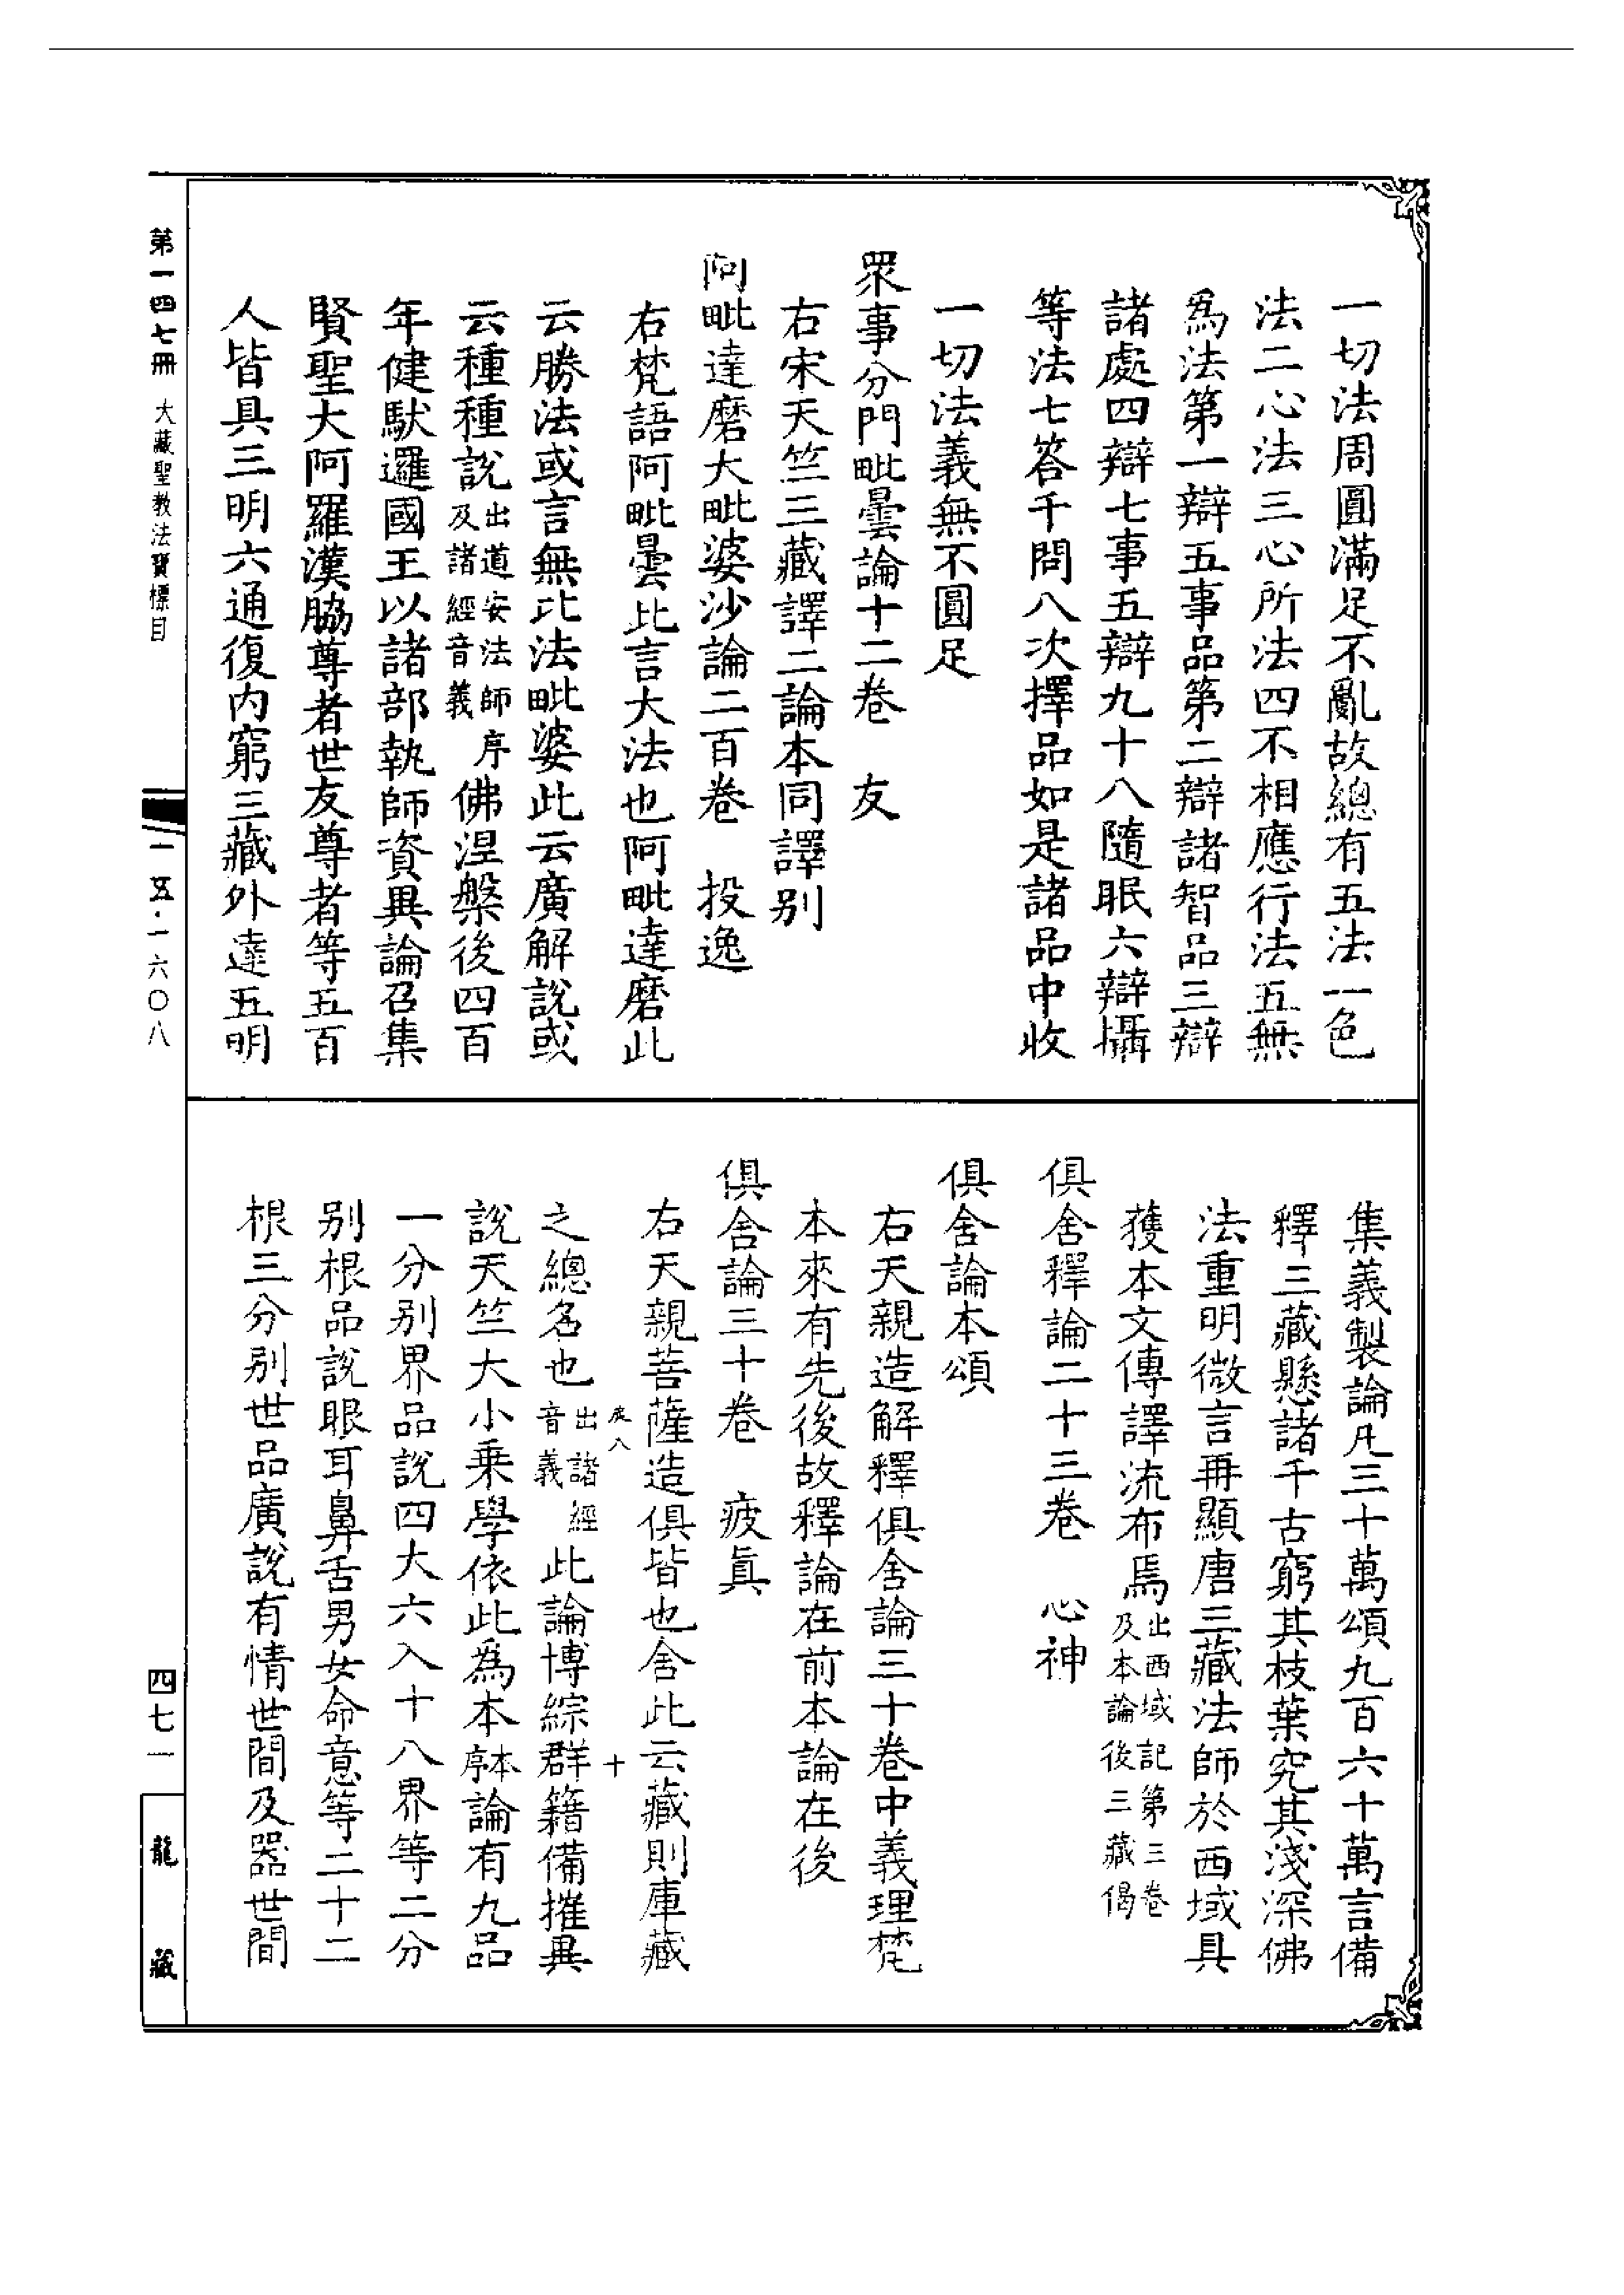 一切法周圓滿足不亂故總有五法一色
法二心法三心所法四不相應行法五無
為法第一辯五事品第二辯諸智品三辯
諸處四辯七事五辯九十八隨眠六辯攝
等法七答千問八次擇品如是諸品中收
一切法義無不圓足
眾事分門毗曇論十二卷　友
右宋天竺三藏譯二論本同譯別
阿毗達磨大毗婆沙論二百卷　投逸
右梵語阿毗曇此言大法也阿毗達磨此
云勝法或言無比法毗婆此云廣解說或
云種種說出道安法師序及諸經音義佛涅槃後四百
年健馱邏國王以諸部執師資異論召集
賢聖大阿羅漢脇尊者世友尊者等五百
人皆具三明六通復內窮三藏外達五明
集義製論凡三十萬頌九百六十萬言備
釋三藏懸諸千古窮其枝葉究其淺深佛
法重明微言再顯唐三藏法師於西域具
獲本文傳譯流布焉出西域記第三卷及本論後三藏偈
俱舍釋論二十三卷　心神
俱舍論本頌
右天親造解釋俱舍論三十卷中義理梵
本來有先後故釋論在前本論在後
俱舍論三十卷　疲真
右天親菩薩造俱皆也舍此云藏則庫藏
之總名也出諸經音義此論博綜群籍備摧異
說天竺大小乘學依此為本本序論有九品
一分別界品說四大六入十八界等二分
別根品說眼耳鼻舌男女命意等二十二
根三分別世品廣說有情世間及器世間
疲八　十
第一四七冊　大藏聖教法寶標目
一五·一六〇八
四七一
龍藏